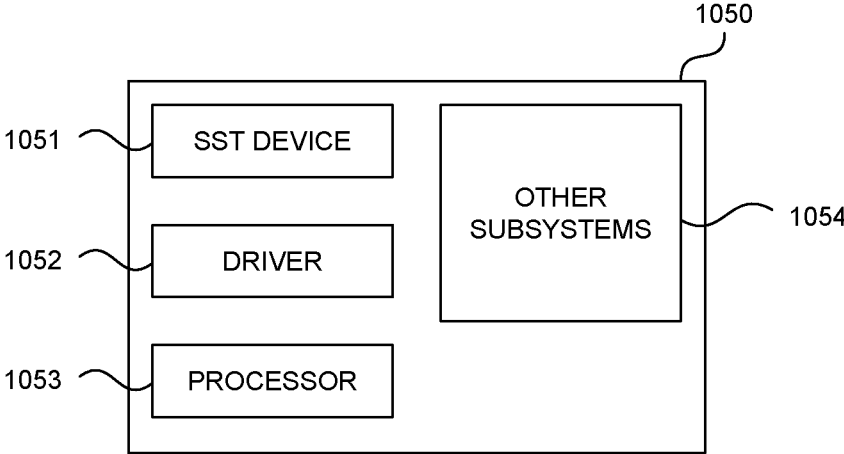 1050
1051
SST DEVICE
OTHER
SUBSYSTEMS
1054
1052
DRIVER
1053
PROCESSOR